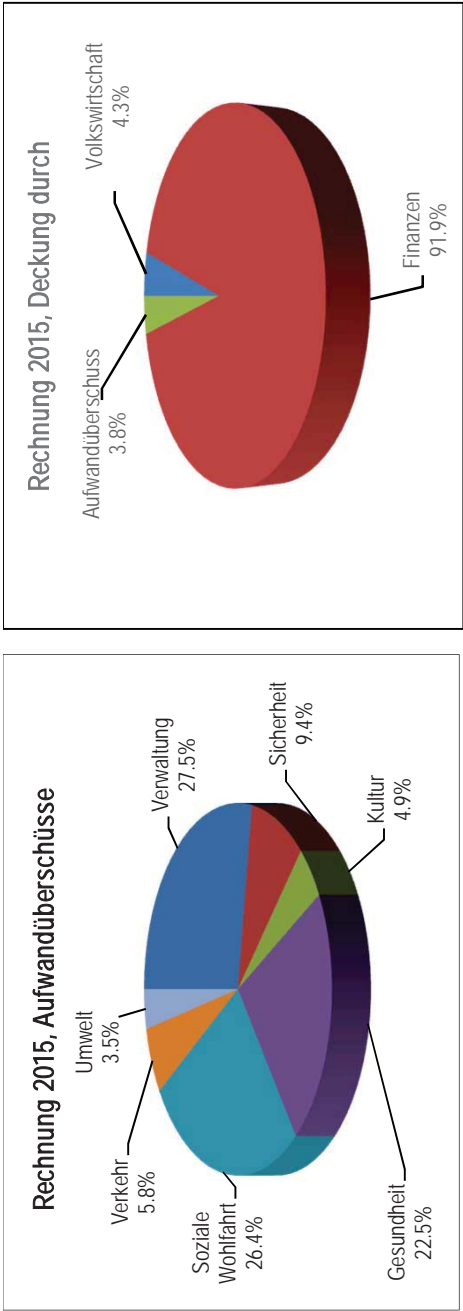 Rechnung 2015, Aufwandüberschüsse
Verwaltung
27.5%
Sicherheit
9.4%
Kultur
4.9%
Gesundheit
22.5%
Soziale
Wohlfahrt
26.4%
Verkehr
5.8%
Umwelt
3.5%
Rechnung 2015, Deckung durch
Volkswirtschaft
4.3%
Finanzen
91.9%
Aufwandüberschuss
3.8%